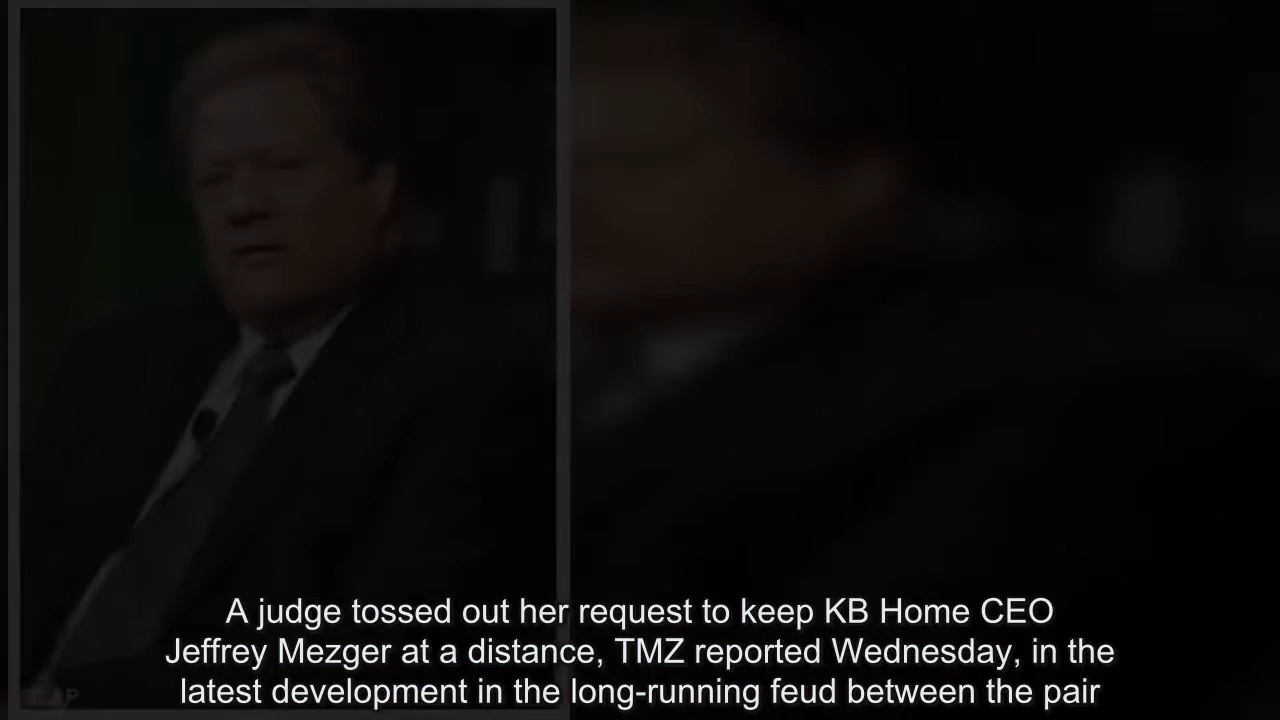 A judge tossed out her request to keep KB Home CEO
Jeffrey Mezger at a distance, TMZ reported Wednesday, in the
latest development in the long-running feud between the pair